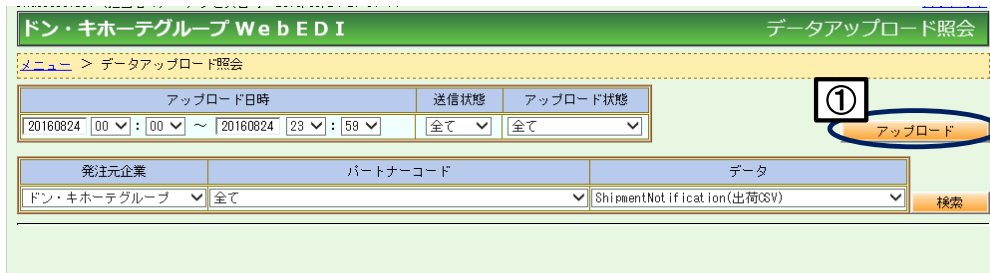 ドン・キホーテグループ WebEDI データアップロード照会
メニュー > データアップロード照会
アップロード日時 送信状態 アップロード状態
①
20160824 00 : 00 ～ 20160824 23 : 59 全て 全て
アップロード
発注元企業 パートナーコード データ
ドン・キホーテグループ 全て ShipmentNotification(出荷CSV) 検索